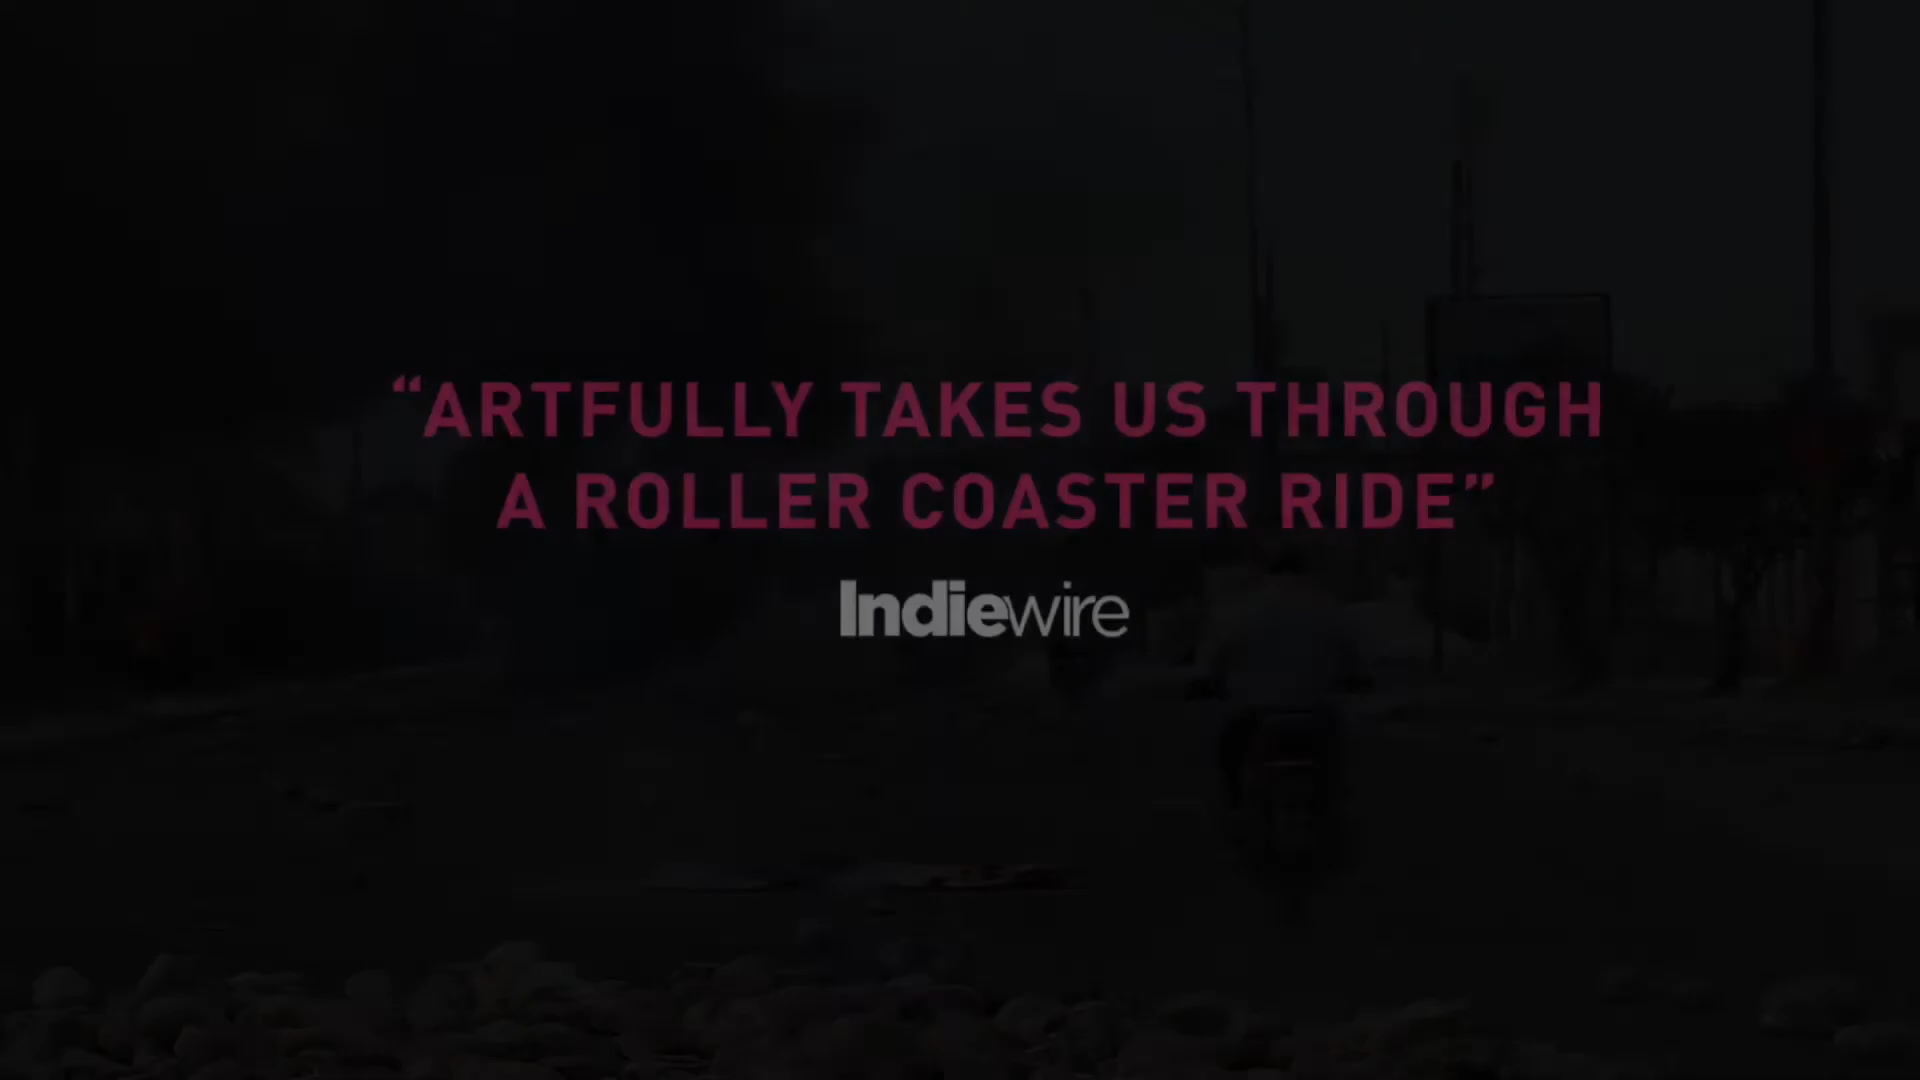 “ARTFULLY TAKES US THROUGH
A ROLLER COASTER RIDE”
Indiewire